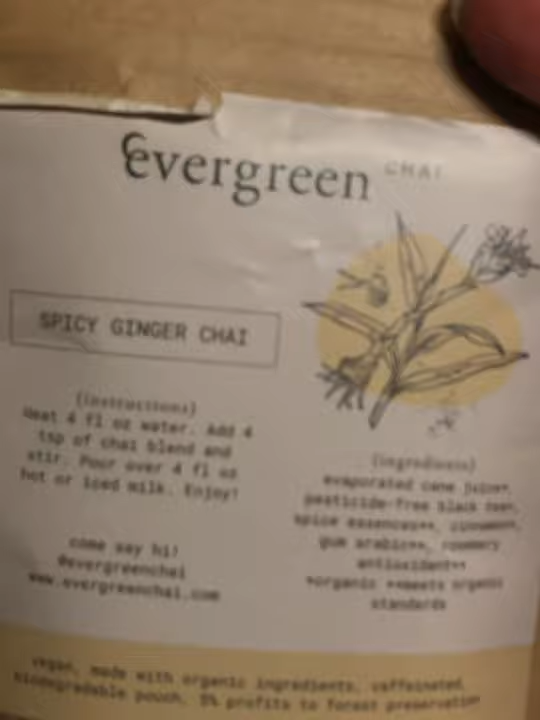 evergreen CHAI
SPICY GINGER CHAI
(instructions)
Heat 4 fl oz water. Add 4
tsp of chai blend and
stir. Pour over 4 fl oz
hot or iced milk. Enjoy!
come say hi!
@evergreenchai
www.evergreenchai.com
(ingredients)
evaporated cane juice*,
pesticide-free black tea*,
spice essences**, cinnamon*,
gum arabic**, rosemary
antioxidant**
*organic **meets organic
standards
vegan, made with organic ingredients, caffeinated,
biodegradable pouch, 5% profits to forest preservation